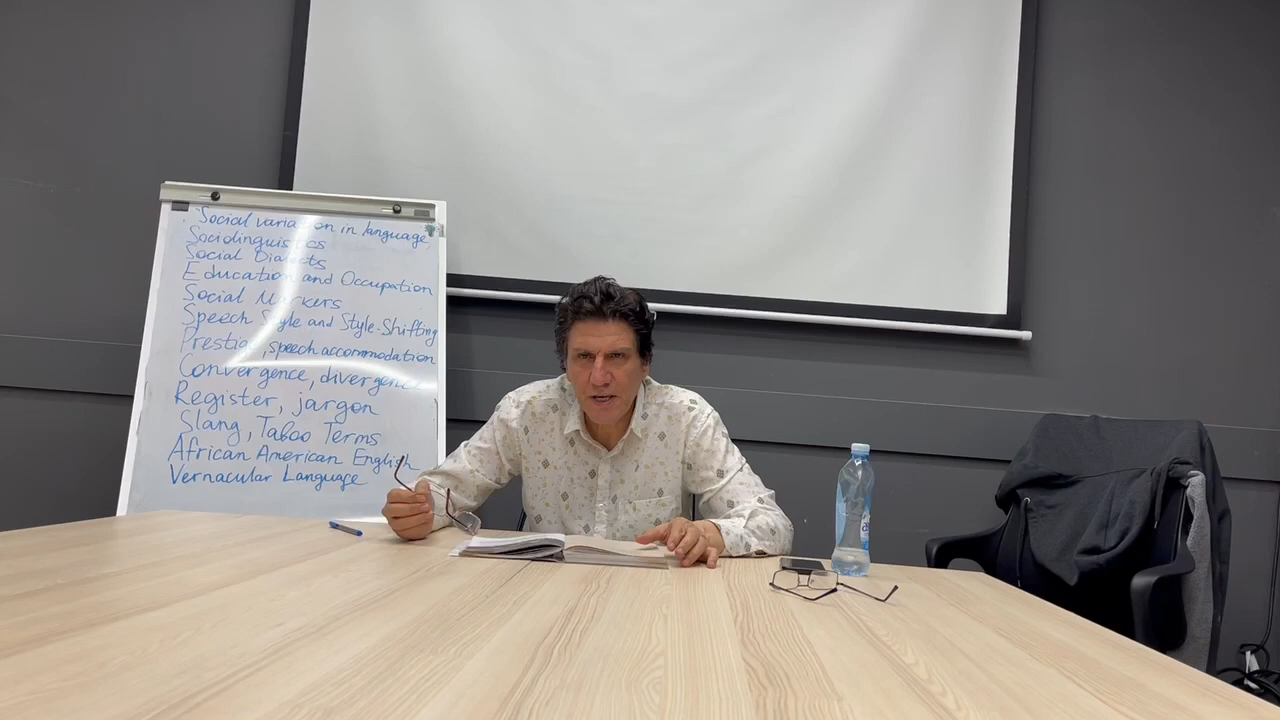 Social variation in language
Sociolinguistics
Social Dialects
Education and Occupation
Social Markers
Speech Style and Style-Shifting
Prestige, speech accommodation
Convergence, divergence
Register, jargon
Slang, Taboo Terms
African American English
Vernacular Language